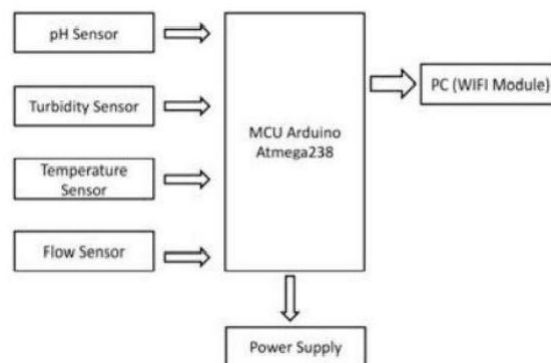 pH Sensor
Turbidity Sensor
Temperature
Sensor
Flow Sensor
MCU Arduino
Atmega238
PC (WIFI Module)
Power Supply